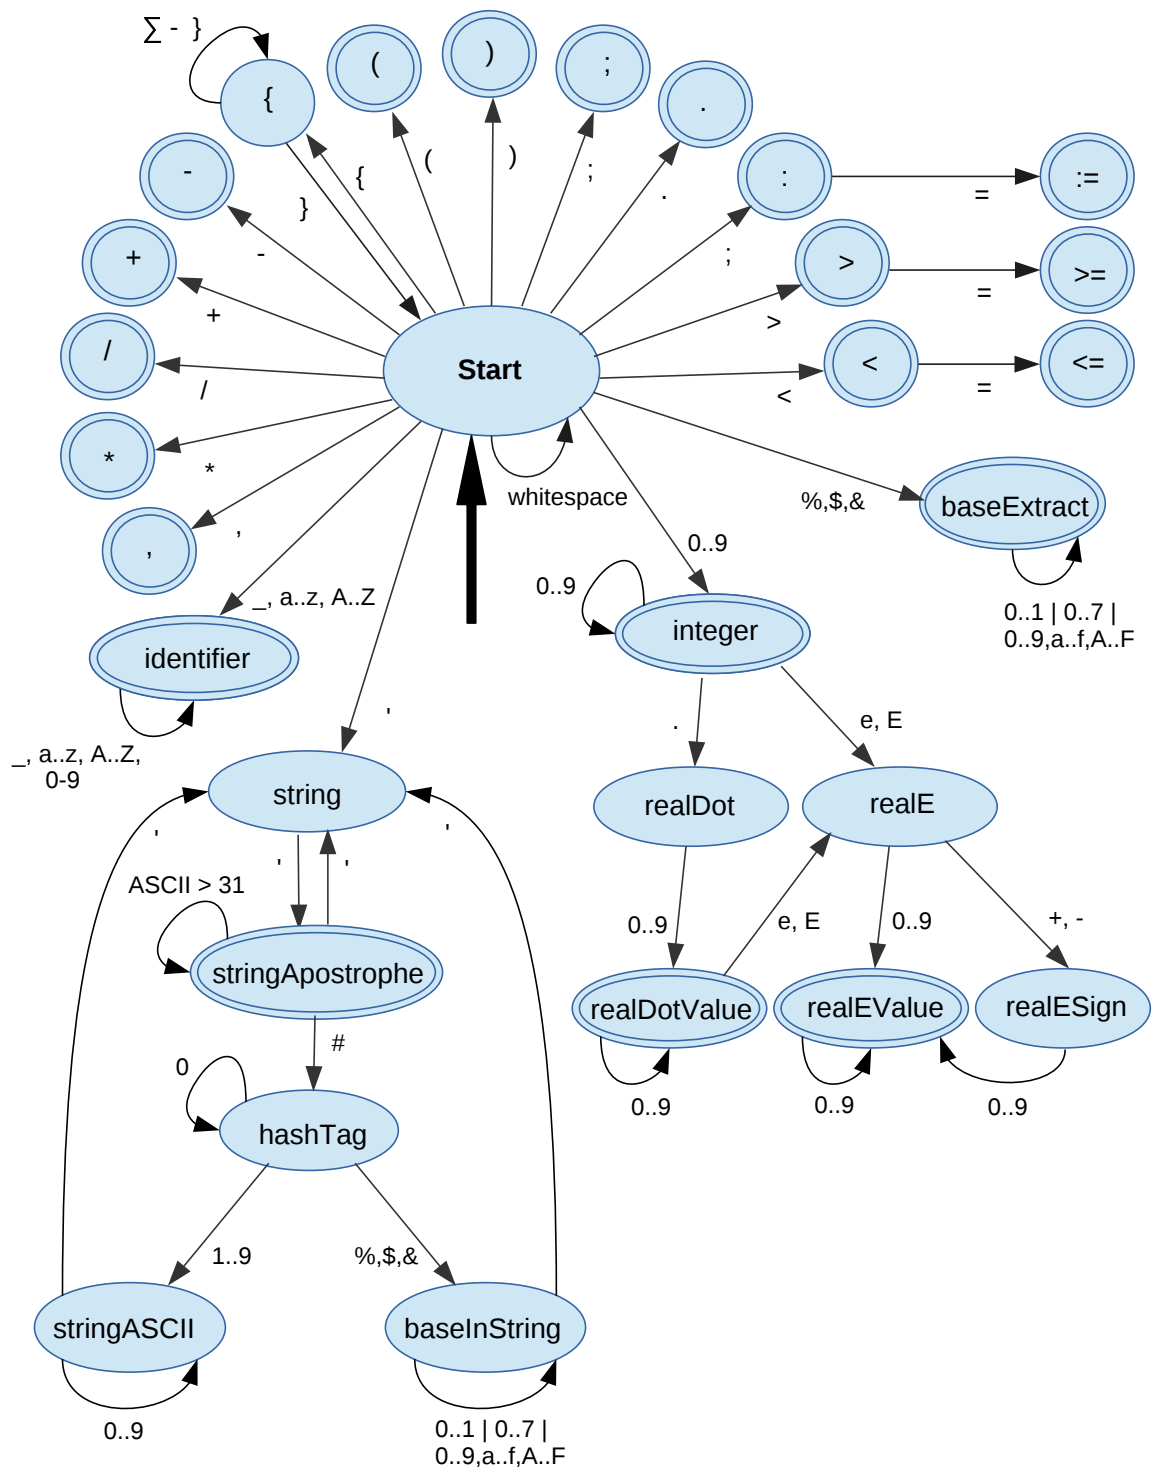 ∑ - }
(
)
;
.
{
-
:
:=
=
(
)
;
.
{
}
+
-
;
>
>=
=
+
>
/
/
Start
<
<=
=
<
*
*
whitespace
%,$,&
baseExtract
,
,
0..9
0..9
_, a..z, A..Z
0..1 | 0..7 |
0..9,a..f,A..F
integer
identifier
'
.
e, E
_, a..z, A..Z,
0-9
string
realDot
realE
'
'
'
'
ASCII > 31
0..9
e, E
0..9
+, -
stringApostrophe
realDotValue
realEValue
realESign
#
0
0..9
0..9
0..9
hashTag
1..9
%,$,&
stringASCII
baseInString
0..9
0..1 | 0..7 |
0..9,a..f,A..F